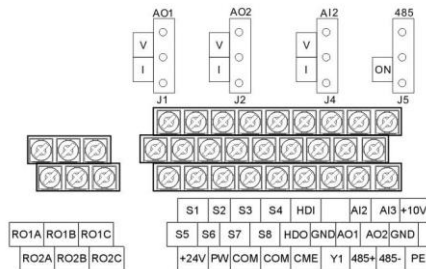 AO1 AO2 AI2 485
V V V
I I I ON
J1 J2 J4 J5
S1 S2 S3 S4 HDI AI2 AI3 +10V
RO1A RO1B RO1C S5 S6 S7 S8 HDO GND AO1 AO2 GND
RO2A RO2B RO2C +24V PW COM COM CME Y1 485+ 485- PE